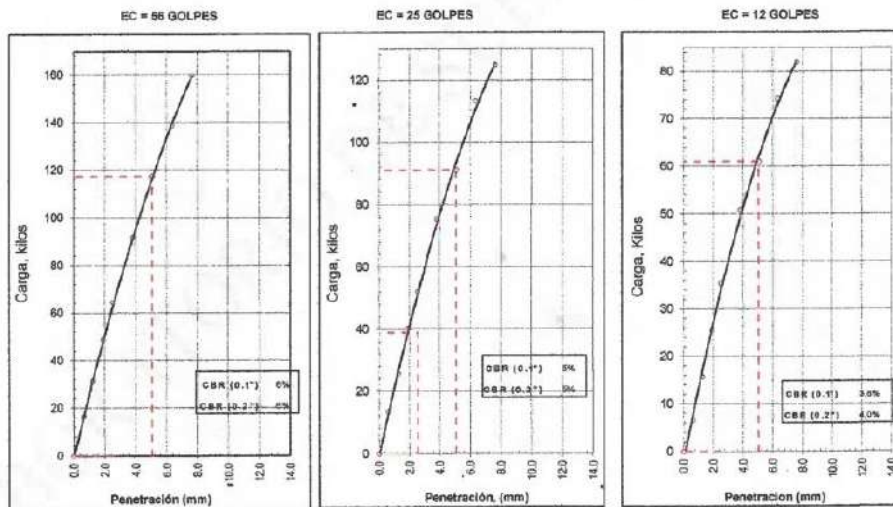 EC = 56 GOLPES
Carga, kilos
160
140
120
100
80
60
40
20
0
CBR (0.1") 6%
CBR (0.2") 6%
0.0 2.0 4.0 6.0 8.0 10.0 12.0 14.0
Penetración (mm)
EC = 25 GOLPES
Carga, kilos
120
100
80
60
40
20
0
CBR (0.1") 5%
CBR (0.2") 5%
0.0 2.0 4.0 6.0 8.0 10.0 12.0 14.0
Penetración, (mm)
EC = 12 GOLPES
Carga, Kilos
80
70
60
50
40
30
20
10
0
CBR (0.1")
CBR (0.2") 4.0%
0.0 2.0 4.0 6.0 8.0 10.0 12.0 14.0
Penetracion (mm)